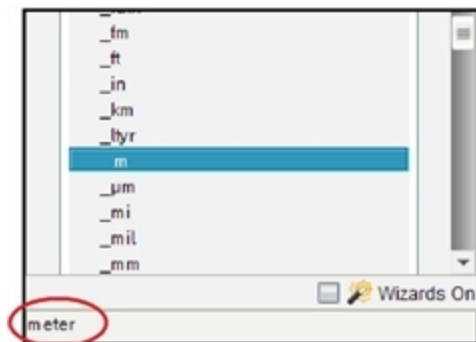 _fm
_ft
_in
_km
_ltyr
_m
_µm
_mi
_mil
_mm
Wizards On
meter